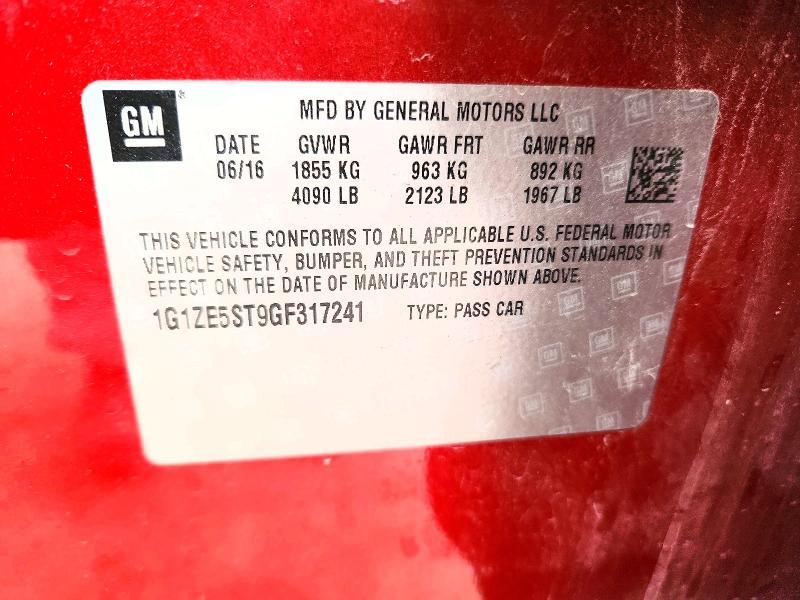 GM
MFD BY GENERAL MOTORS LLC
DATE GVWR GAWR FRT GAWR RR
06/16 1855 KG 963 KG 892 KG
4090 LB 2123 LB 1967 LB
THIS VEHICLE CONFORMS TO ALL APPLICABLE U.S. FEDERAL MOTOR
VEHICLE SAFETY, BUMPER, AND THEFT PREVENTION STANDARDS IN
EFFECT ON THE DATE OF MANUFACTURE SHOWN ABOVE.
1G1ZE5ST9GF317241 TYPE: PASS CAR